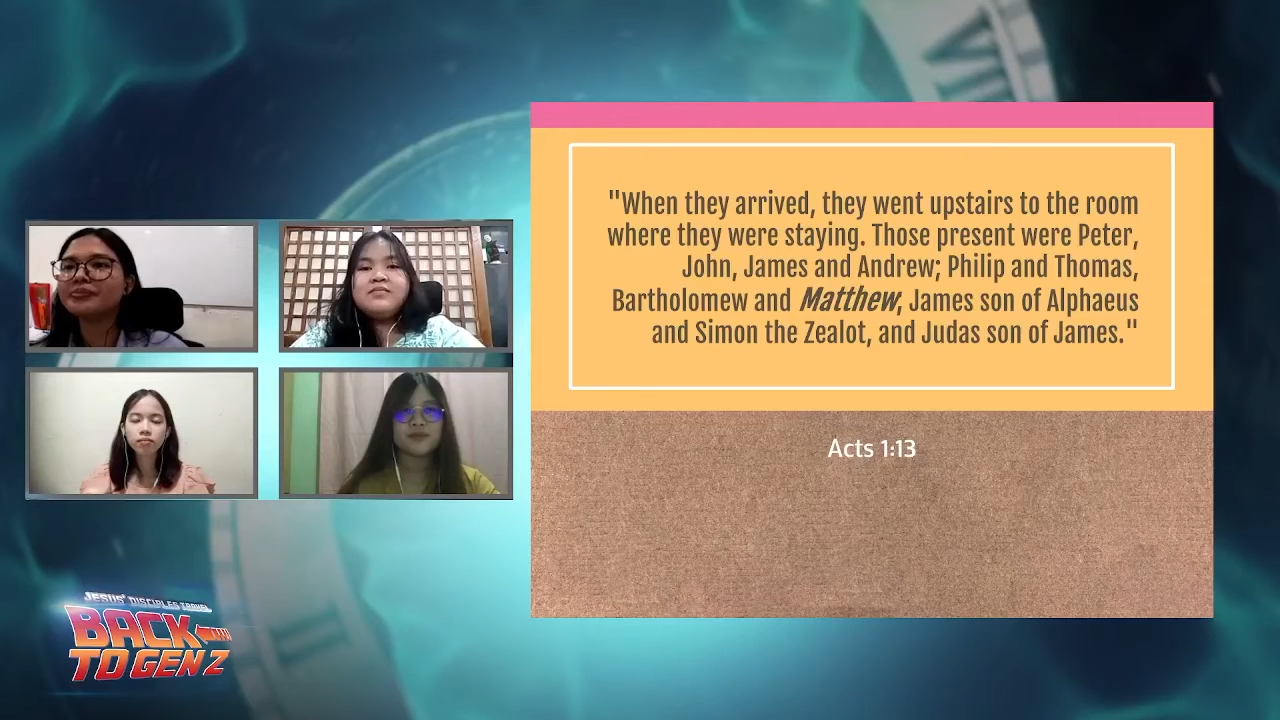 "When they arrived, they went upstairs to the room
where they were staying. Those present were Peter,
John, James and Andrew; Philip and Thomas,
Bartholomew and Matthew, James son of Alphaeus
and Simon the Zealot, and Judas son of James."
Acts 1:13
JESUS' DISCIPLES TRAVEL
BACK
TO GEN Z
VII
II